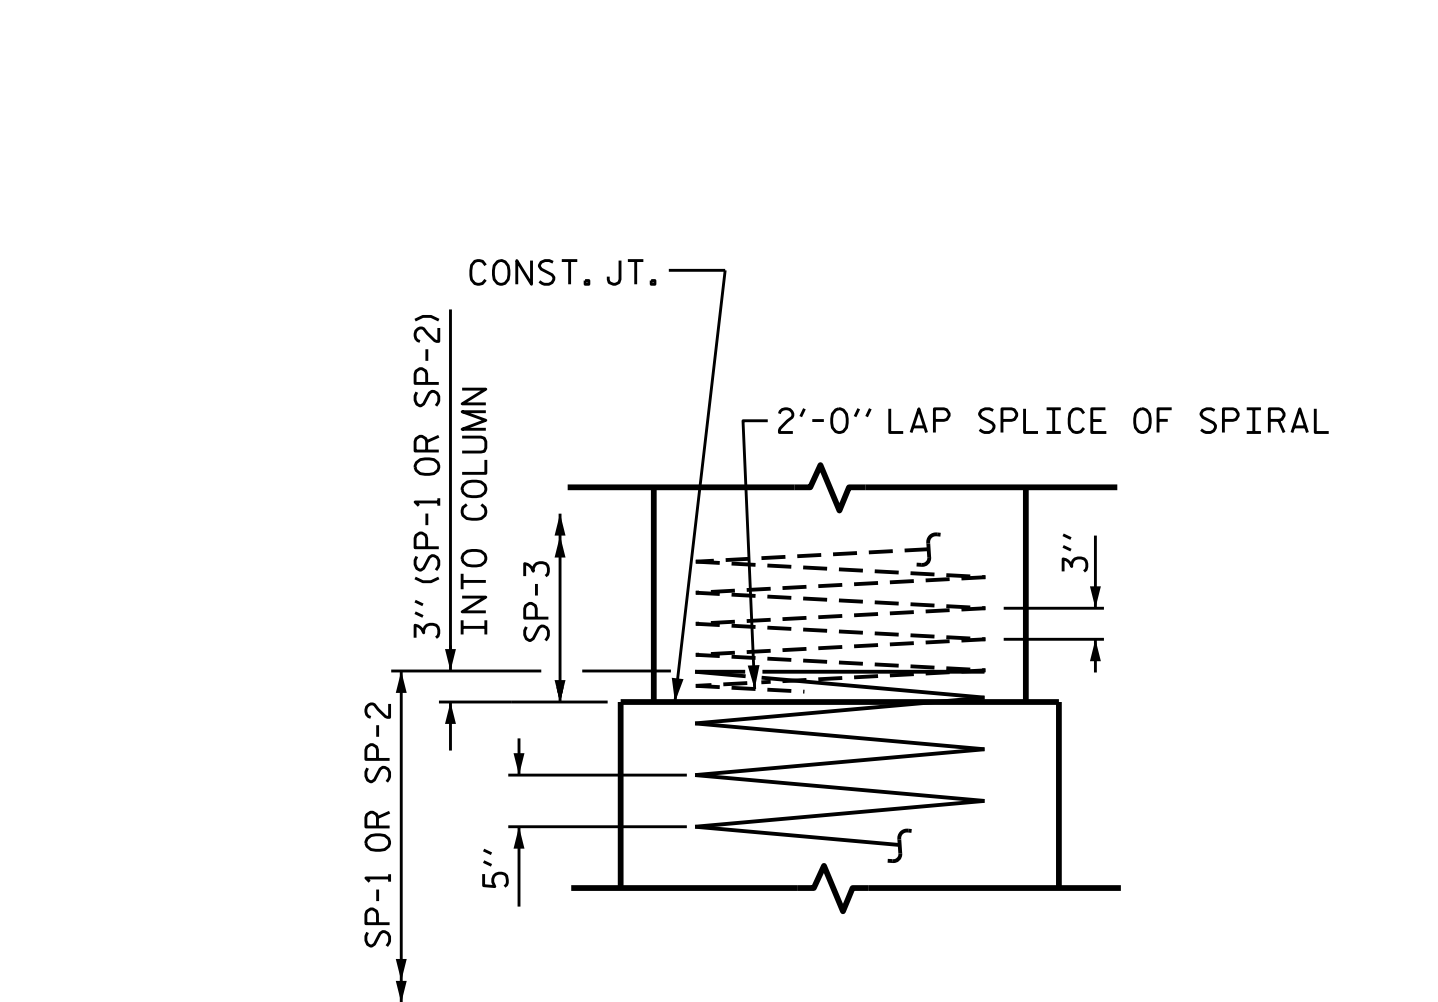 CONST. JT.
2'-0" LAP SPLICE OF SPIRAL
3" (SP-1 OR SP-2)
INTO COLUMN
SP-3
3"
SP-1 OR SP-2
5"